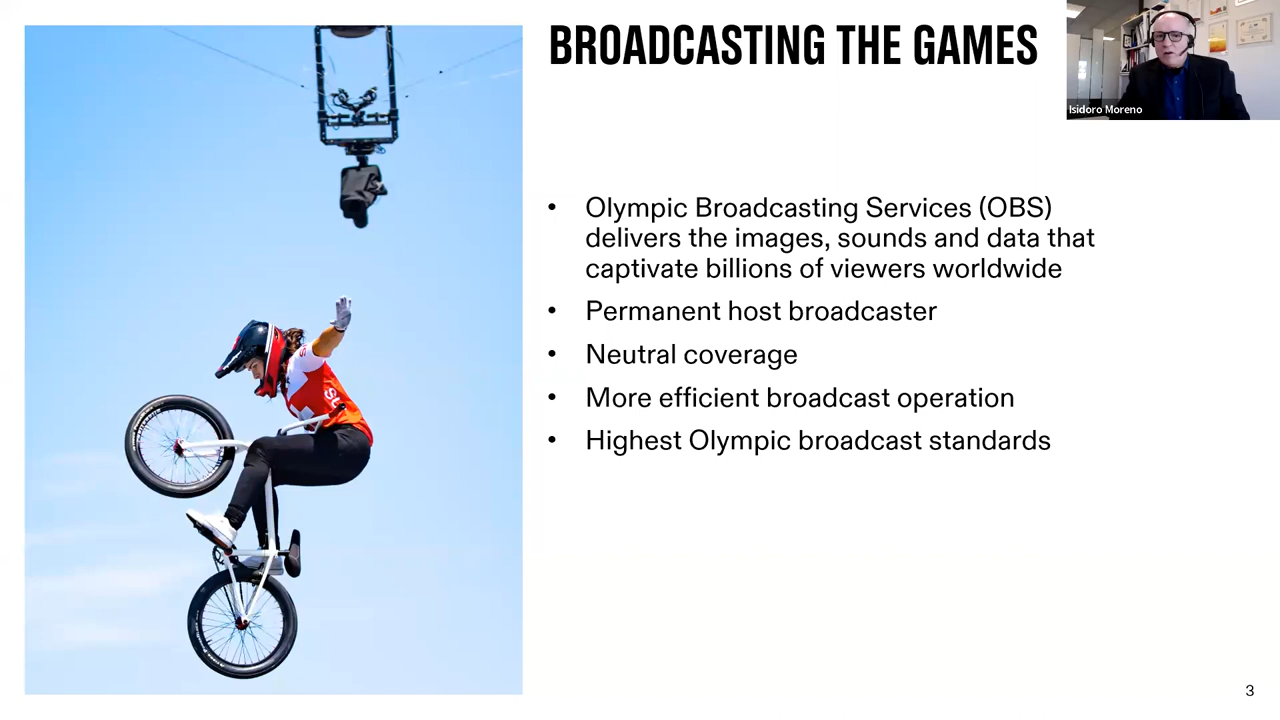 BROADCASTING THE GAMES
Isidoro Moreno
• Olympic Broadcasting Services (OBS)
delivers the images, sounds and data that
captivate billions of viewers worldwide
• Permanent host broadcaster
• Neutral coverage
• More efficient broadcast operation
• Highest Olympic broadcast standards
3